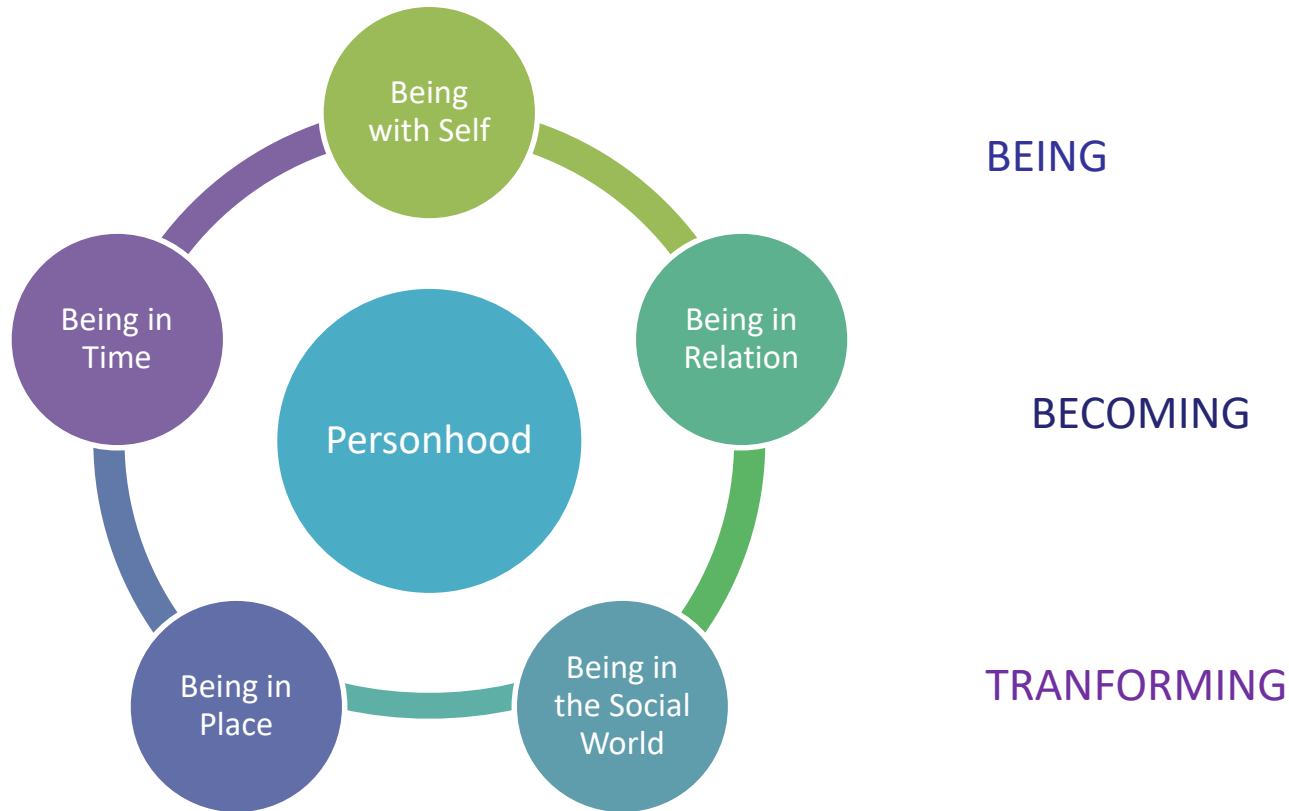 Being
with Self
Being in
Relation
Being in
the Social
World
Being in
Place
Being in
Time
Personhood
BEING
BECOMING
TRANFORMING